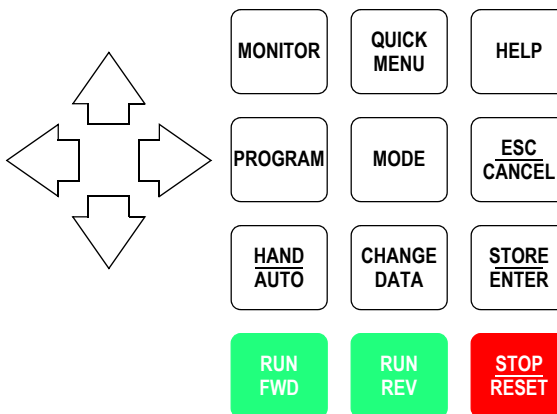 MONITOR
QUICK
MENU
HELP
PROGRAM
MODE
ESC
CANCEL
HAND
AUTO
CHANGE
DATA
STORE
ENTER
RUN
FWD
RUN
REV
STOP
RESET